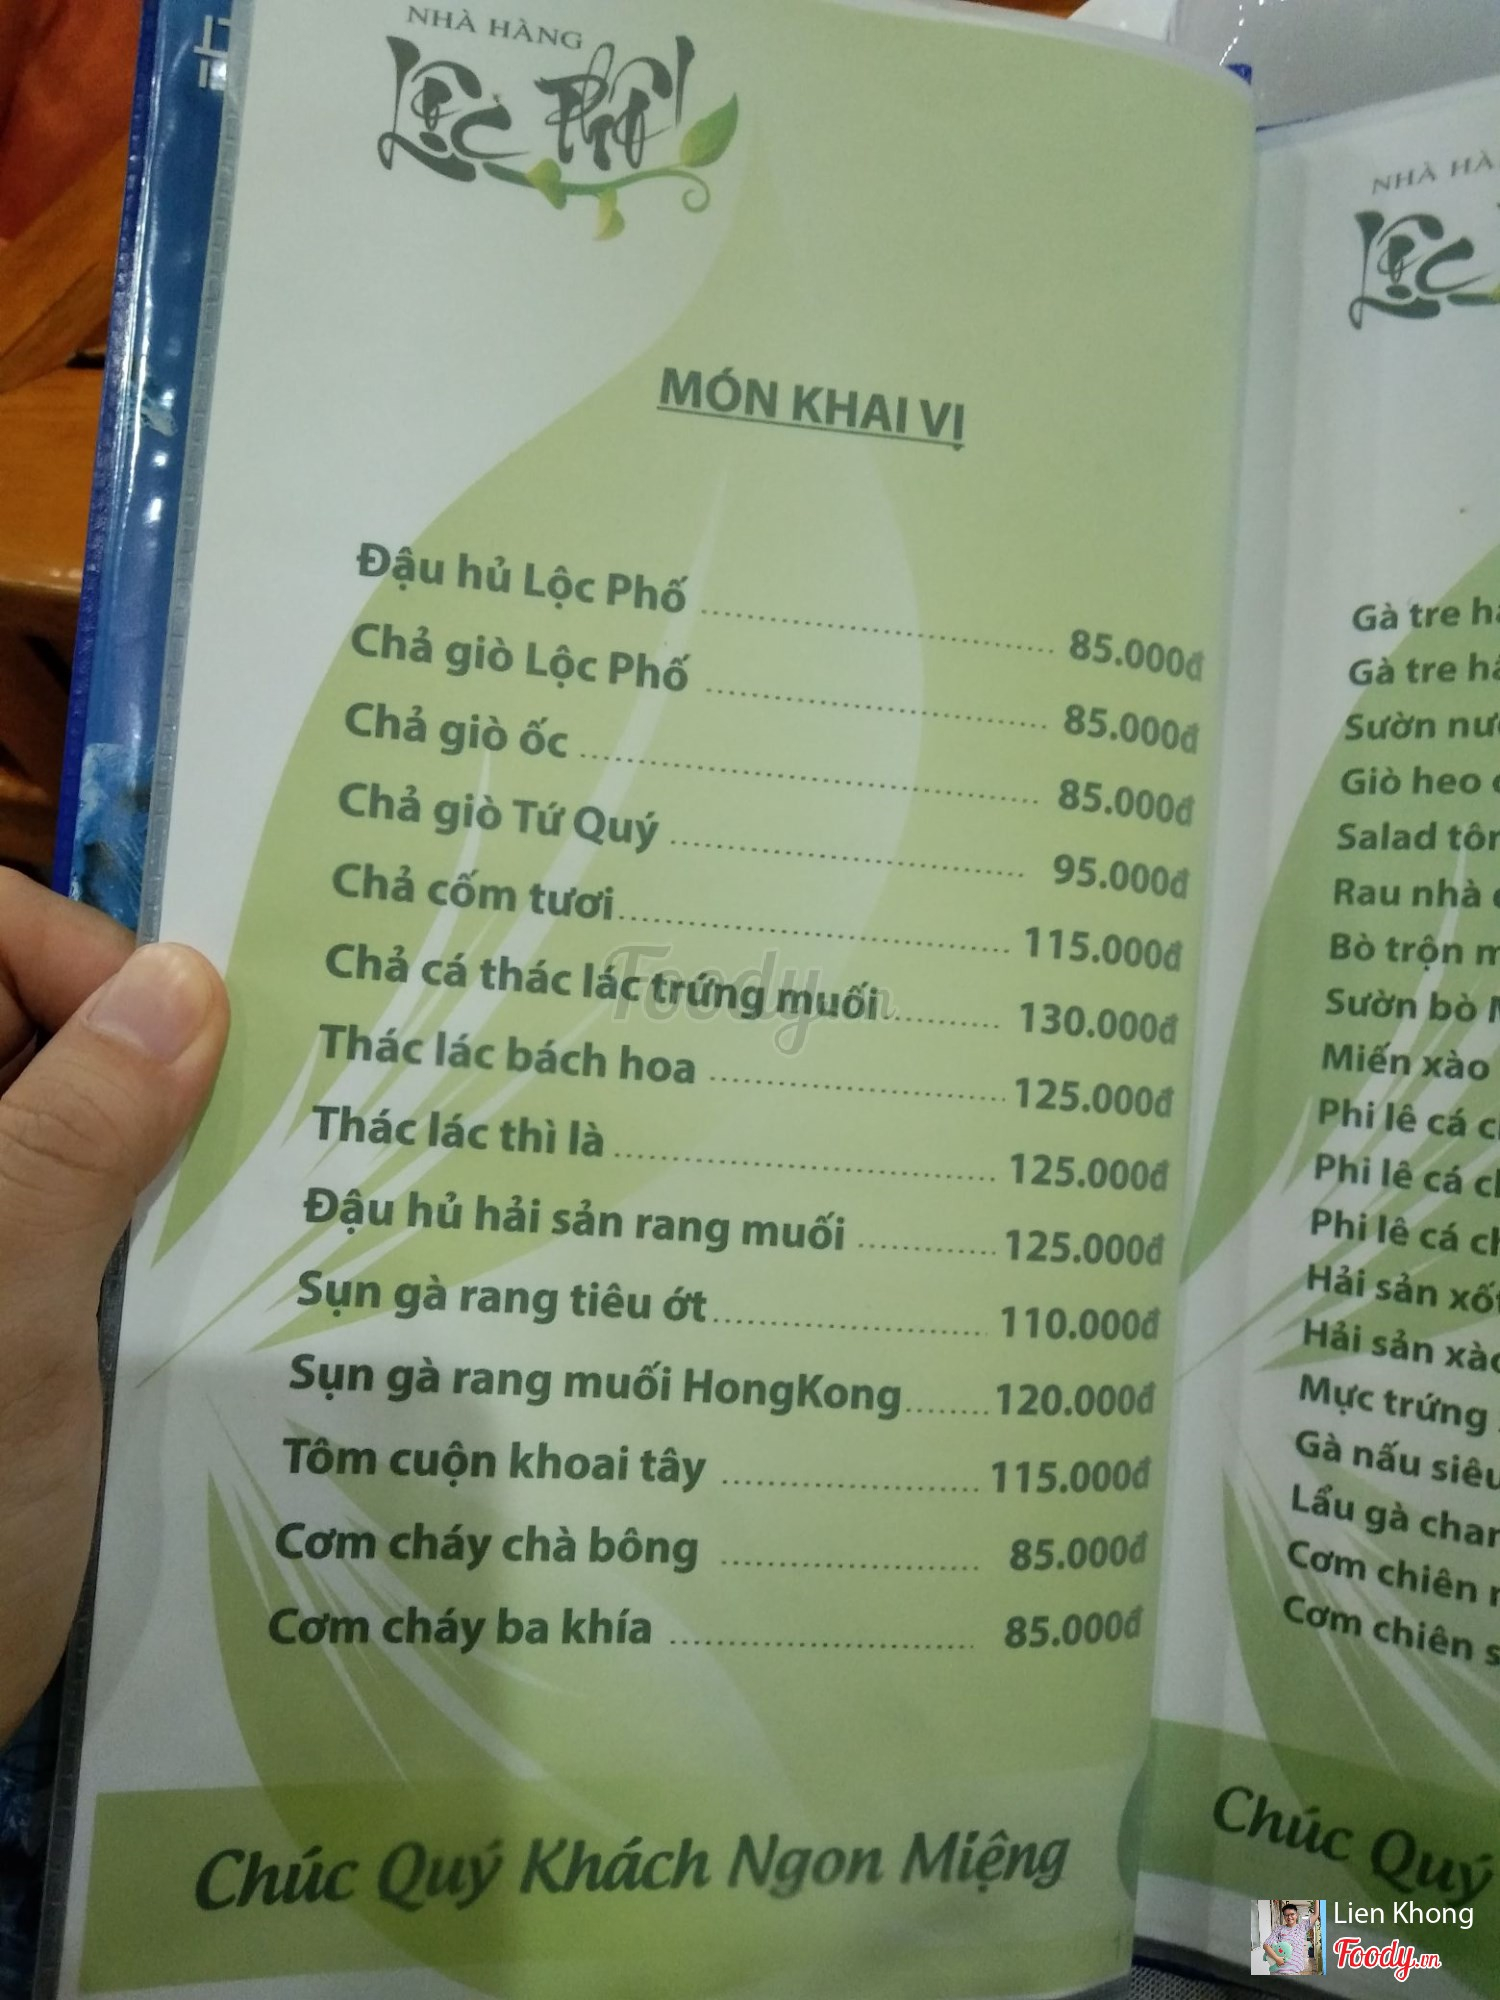 NHÀ HÀNG
Lộc Phố
MÓN KHAI VỊ
Đậu hủ Lộc Phố ........ 85.000đ
Chả giò Lộc Phố ........ 85.000đ
Chả giò ốc ........ 85.000đ
Chả giò Tứ Quý ........ 95.000đ
Chả cốm tươi ........ 115.000đ
Chả cá thác lác trứng muối ........ 130.000đ
Thác lác bách hoa ........ 125.000đ
Thác lác thì là ........ 125.000đ
Đậu hủ hải sản rang muối ........ 125.000đ
Sụn gà rang tiêu ớt ........ 110.000đ
Sụn gà rang muối HongKong ........ 120.000đ
Tôm cuộn khoai tây ........ 115.000đ
Cơm cháy chà bông ........ 85.000đ
Cơm cháy ba khía ........ 85.000đ
Chúc Quý Khách Ngon Miệng
Foody.vn
NHÀ
Lộc
Gà tre
Gà tre
Sườn
Giò heo
Salad
Rau nhà
Bò trộn
Sườn bò
Miến xào
Phi lê cá
Phi lê cá
Phi lê cá
Hải sản
Hải sản
Mực trứng
Gà nấu
Lẩu gà
Cơm chiên
Cơm chiên
Chúc Quý
Lien Khong
Foody.vn